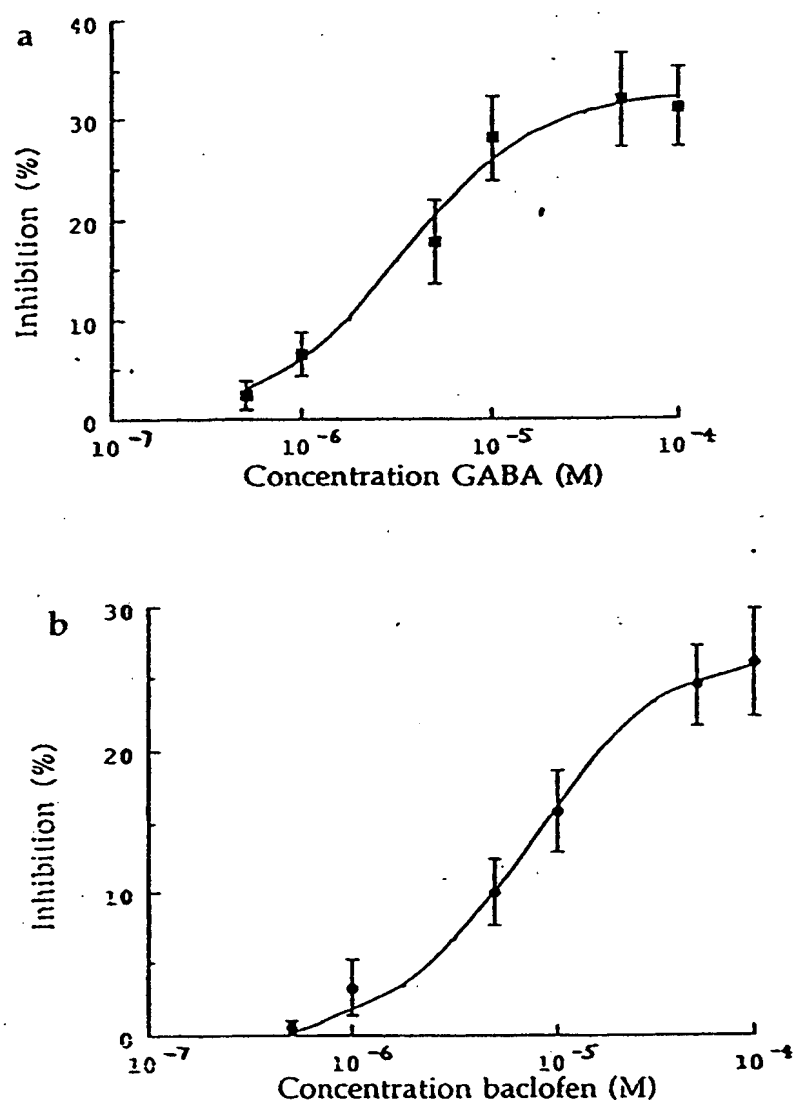 a
40
30
20
10
0
Inhibition (%)
10⁻⁷ 10⁻⁶ 10⁻⁵ 10⁻⁴
Concentration GABA (M)
b
30
20
10
0
Inhibition (%)
10⁻⁷ 10⁻⁶ 10⁻⁵ 10⁻⁴
Concentration baclofen (M)